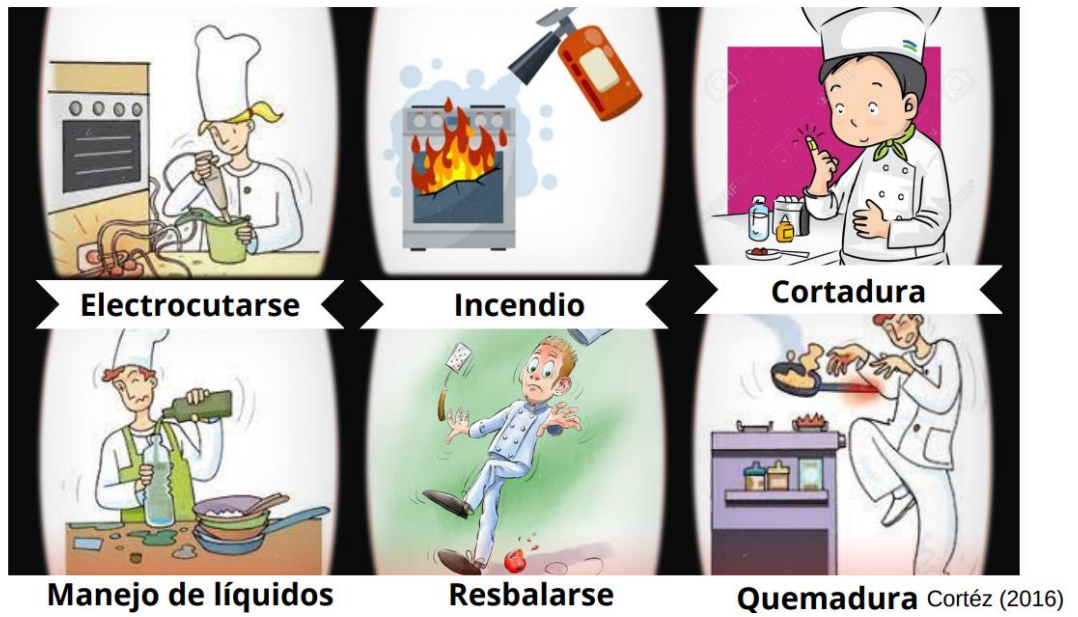 Electrocutarse
Incendio
Cortadura
Manejo de líquidos
Resbalarse
Quemadura Cortéz (2016)